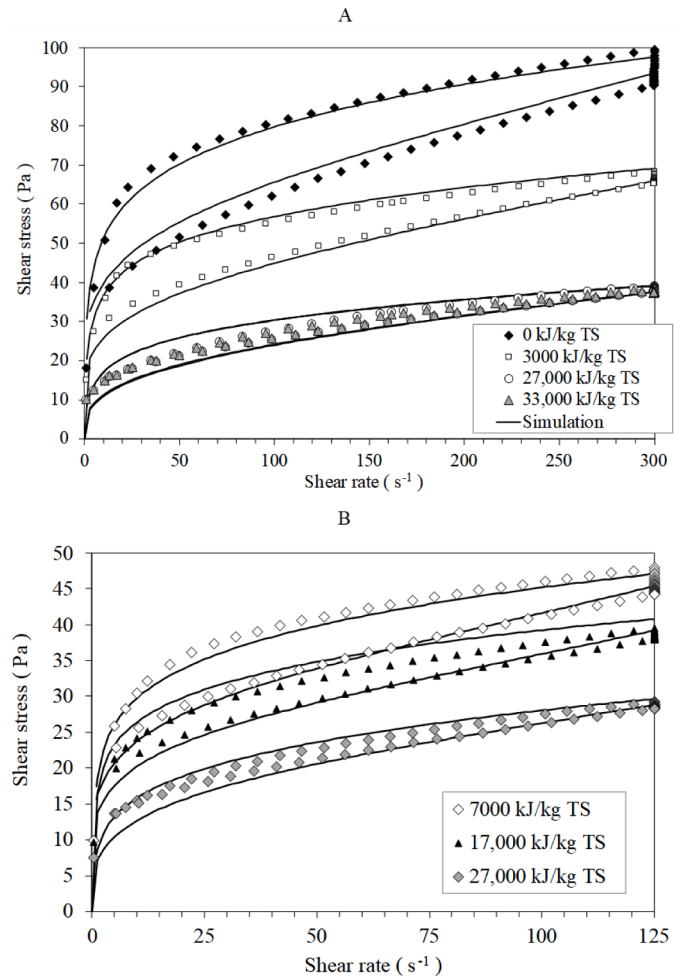 A
100
90
80
70
60
50
40
30
20
10
0
Shear stress ( Pa )
0 kJ/kg TS
3000 kJ/kg TS
27,000 kJ/kg TS
33,000 kJ/kg TS
Simulation
0 50 100 150 200 250 300
Shear rate ( s-1 )
B
50
45
40
35
30
25
20
15
10
5
0
Shear stress ( Pa )
7000 kJ/kg TS
17,000 kJ/kg TS
27,000 kJ/kg TS
0 25 50 75 100 125
Shear rate ( s-1 )